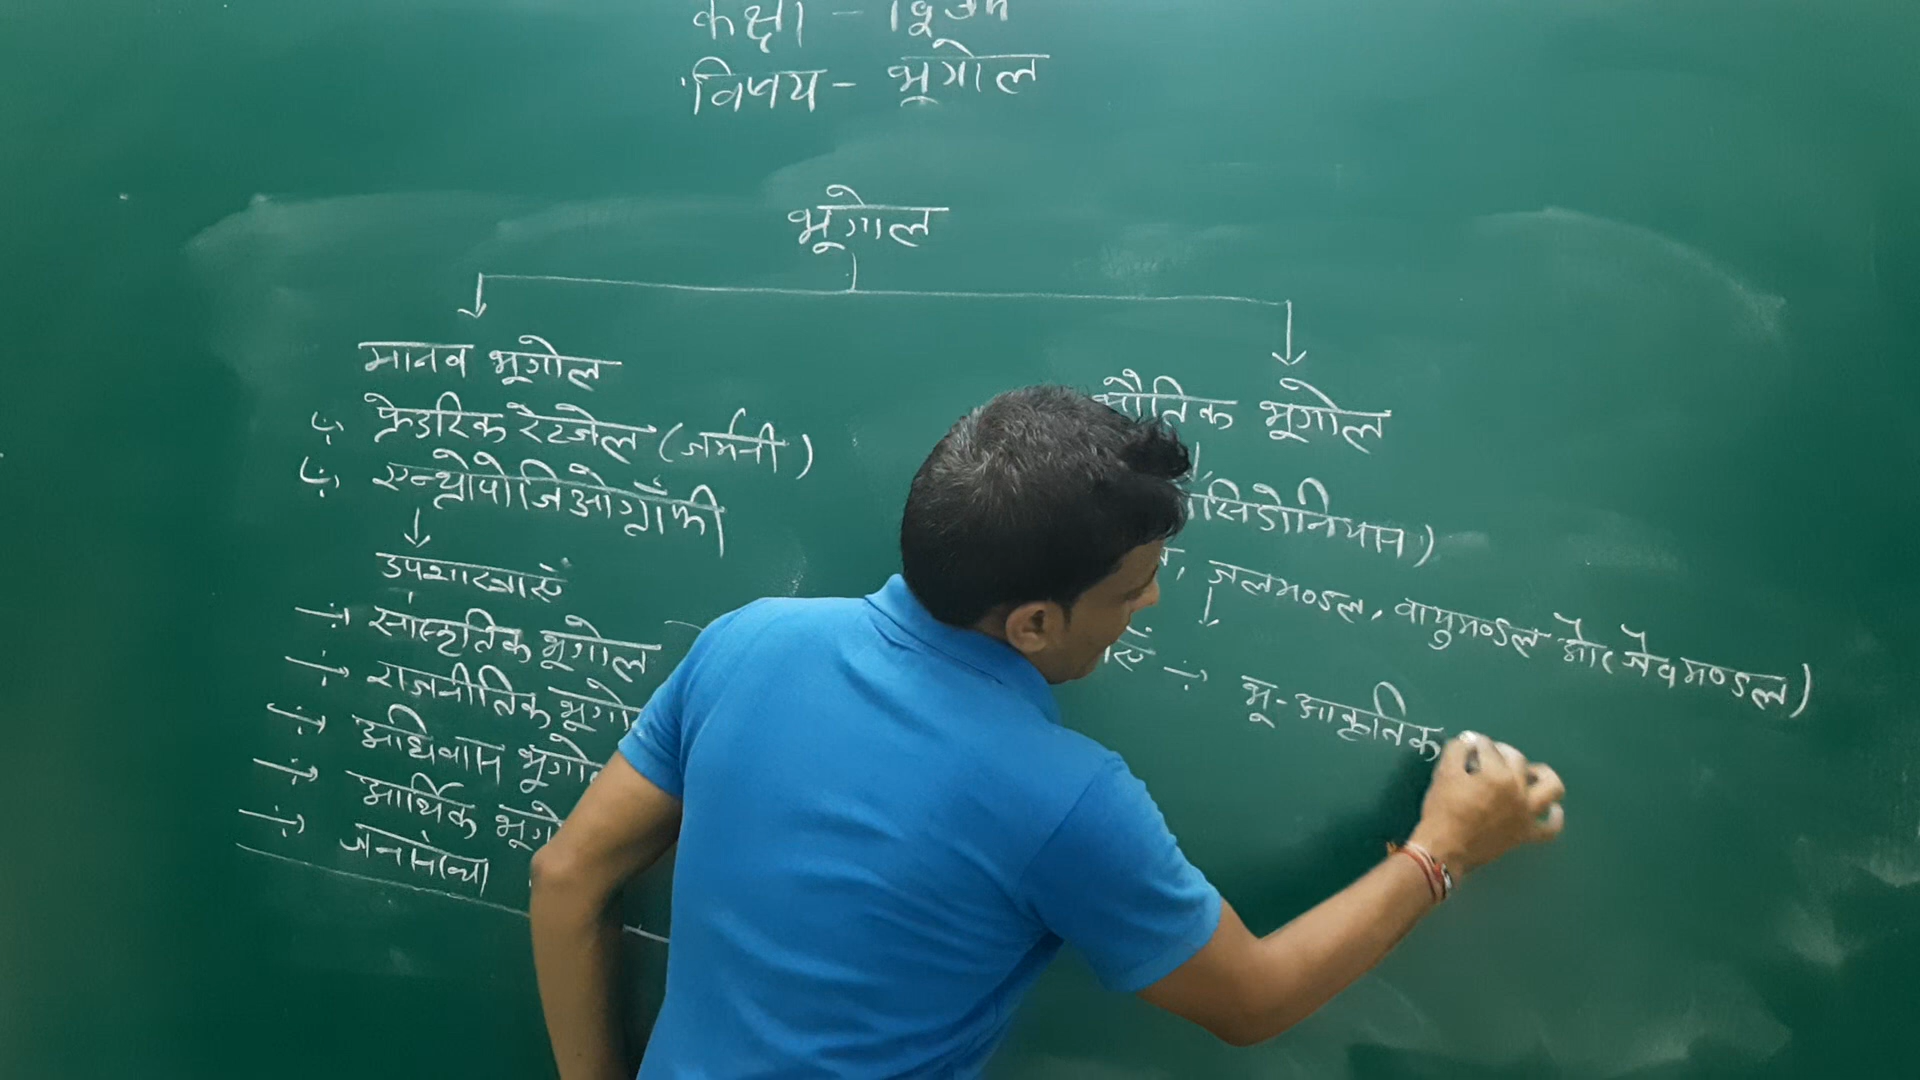 कक्षा -
विषय - भूगोल
भूगोल
मानव भूगोल
फ्रेडरिक रैटजेल (जर्मनी)
एन्थ्रोपोजिओग्रॉफी
उपशाखाएँ
सांस्कृतिक भूगोल
राजनीतिक भूगो
अधिवास भूगो
आर्थिक भूगो
जनसंख्या
भौतिक भूगोल
सिडोनियास)
, जलमण्डल, वायुमण्डल और जैवमण्डल)
भू-आकृतिक